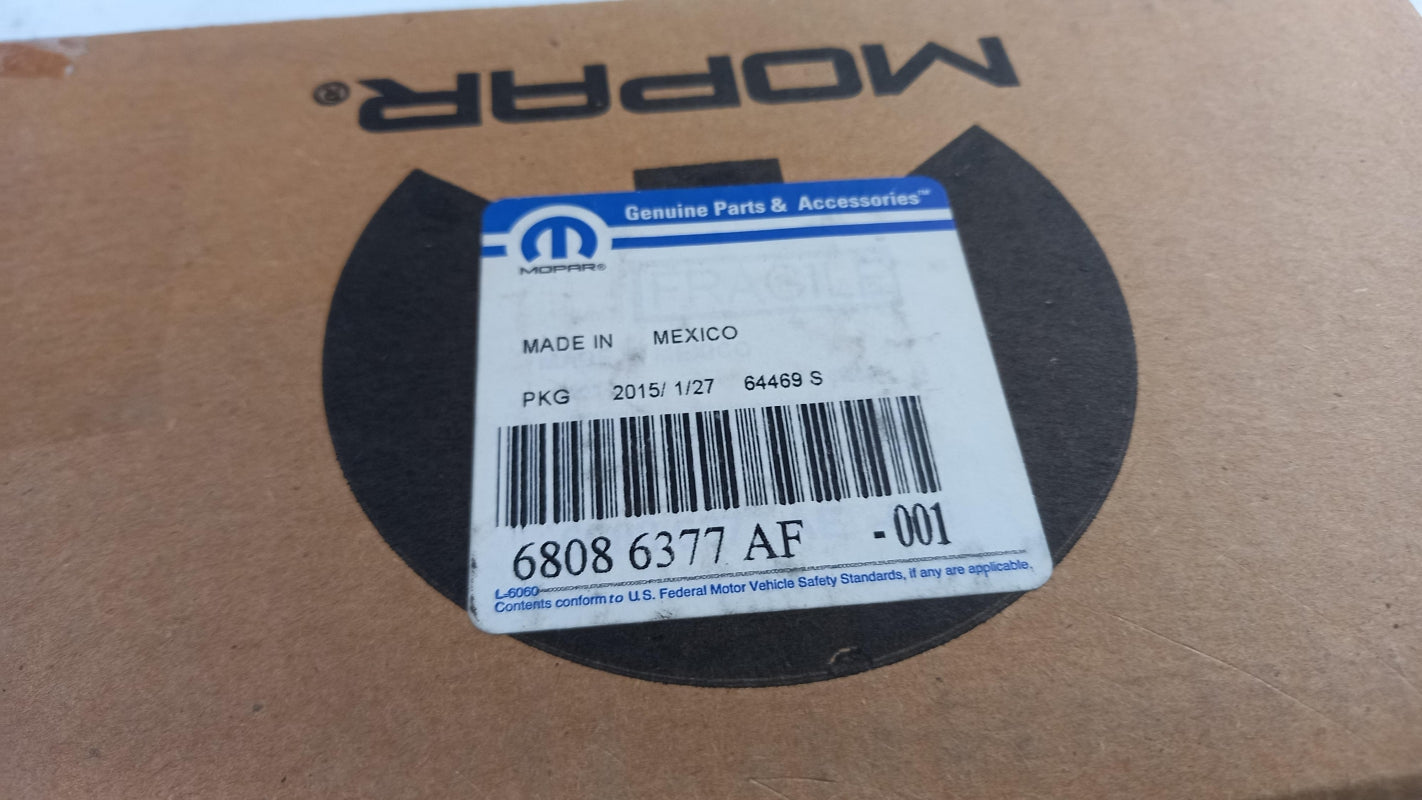 MOPAR®
Genuine Parts & Accessories™
MOPAR®
FRAGILE
MADE IN MEXICO
PKG 2015/ 1/27 64469 S
6808 6377 AF -001
L-6060
Contents conform to U.S. Federal Motor Vehicle Safety Standards, if any are applicable.